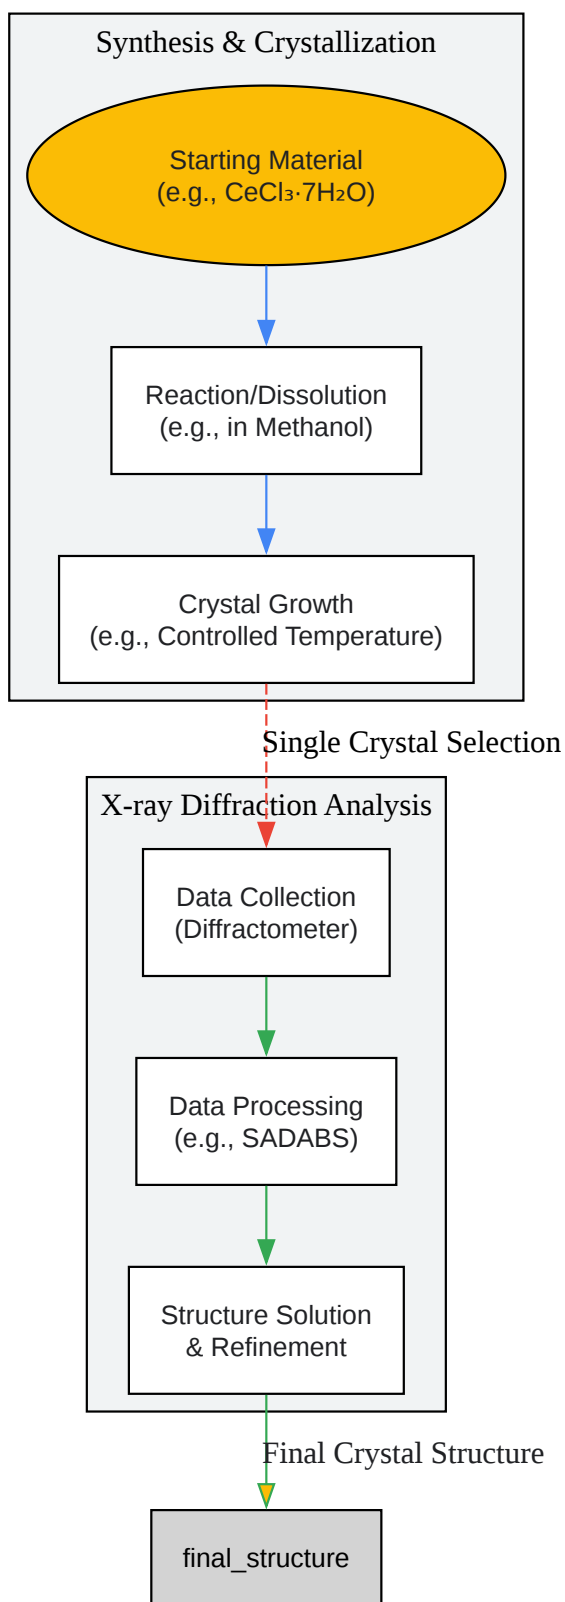 Synthesis & Crystallization
Starting Material
(e.g., CeCl₃·7H₂O)
Reaction/Dissolution
(e.g., in Methanol)
Crystal Growth
(e.g., Controlled Temperature)
Single Crystal Selection
X-ray Diffraction Analysis
Data Collection
(Diffractometer)
Data Processing
(e.g., SADABS)
Structure Solution
& Refinement
Final Crystal Structure
final_structure